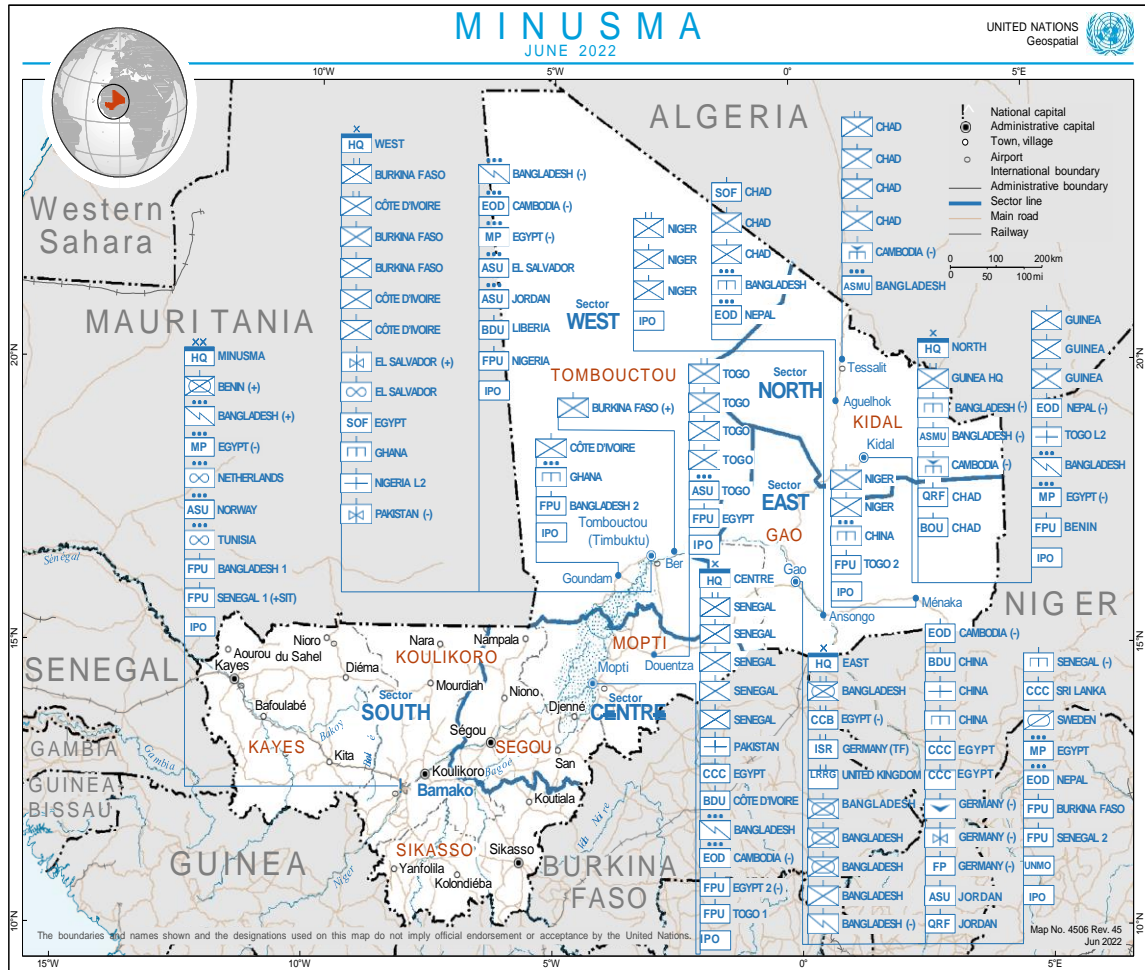 MINUSMA
JUNE 2022
UNITED NATIONS
Geospatial
10°W
5°W
0°
5°E
National capital
Administrative capital
Town, village
Airport
International boundary
Administrative boundary
Sector line
Main road
Railway
0 100 200 km
0 50 100 mi
Western
Sahara
MAURITANIA
ALGERIA
NIGER
SENEGAL
GAMBIA
GUINEA-
BISSAU
GUINEA
BURKINA
FASO
HQ WEST
BURKINA FASO
CÔTE D'IVOIRE
BURKINA FASO
BURKINA FASO
CÔTE D'IVOIRE
CÔTE D'IVOIRE
EL SALVADOR (+)
EL SALVADOR
SOF EGYPT
GHANA
NIGERIA L2
PAKISTAN (-)
BANGLADESH (-)
EOD CAMBODIA (-)
MP EGYPT (-)
ASU EL SALVADOR
ASU JORDAN
BDU LIBERIA
FPU NIGERIA
IPO
NIGER
NIGER
NIGER
IPO
SOF CHAD
CHAD
CHAD
BANGLADESH
EOD NEPAL
CHAD
CHAD
CHAD
CHAD
CAMBODIA (-)
ASMU BANGLADESH
HQ MINUSMA
BENIN (+)
BANGLADESH (+)
MP EGYPT (-)
NETHERLANDS
ASU NORWAY
TUNISIA
FPU BANGLADESH 1
FPU SENEGAL 1 (+SIT)
IPO
BURKINA FASO (+)
CÔTE D'IVOIRE
GHANA
FPU BANGLADESH 2
IPO
TOGO
TOGO
TOGO
TOGO
ASU TOGO
FPU EGYPT
IPO
HQ NORTH
GUINEA HQ
BANGLADESH (-)
ASMU BANGLADESH (-)
CAMBODIA (-)
QRF CHAD
BOU CHAD
GUINEA
GUINEA
GUINEA
EOD NEPAL (-)
TOGO L2
BANGLADESH
MP EGYPT (-)
FPU BENIN
IPO
NIGER
NIGER
CHINA
FPU TOGO 2
IPO
HQ CENTRE
SENEGAL
SENEGAL
SENEGAL
SENEGAL
SENEGAL
PAKISTAN
CCC EGYPT
BDU CÔTE D'IVOIRE
BANGLADESH
EOD CAMBODIA (-)
FPU EGYPT 2 (-)
FPU TOGO 1
IPO
HQ EAST
BANGLADESH
CCB EGYPT (-)
ISR GERMANY (TF)
LRRG UNITED KINGDOM
BANGLADESH
BANGLADESH
BANGLADESH
BANGLADESH
BANGLADESH (-)
EOD CAMBODIA (-)
BDU CHINA
CHINA
CHINA
CCC EGYPT
CCC EGYPT
GERMANY (-)
GERMANY (-)
FP GERMANY (-)
ASU JORDAN
QRF JORDAN
SENEGAL (-)
CCC SRI LANKA
SWEDEN
MP EGYPT
EOD NEPAL
FPU BURKINA FASO
FPU SENEGAL 2
UNMO
IPO
Sector
WEST
Sector
NORTH
Sector
EAST
Sector
SOUTH
Sector
CENTRE
TOMBOUCTOU
KIDAL
GAO
MOPTI
KOULIKORO
KAYES
SEGOU
SIKASSO
Tessalit
Aguelhok
Kidal
Tombouctou
(Timbuktu)
Ber
Goundam
Gao
Ménaka
Ansongo
Nioro
du Sahel
Aourou
Kayes
Diéma
Nara
Nampala
Mourdiah
Niono
Mopti
Douentza
Djenné
Bafoulabé
Kita
Ségou
San
Koulikoro
Bamako
Koutiala
Sikasso
Yanfolila
Kolondiéba
Sénégal
Gambia
Bakoy
Bagoé
Niger
20°N
15°N
10°N
20°N
15°N
10°N
15°W
10°W
5°W
0°
5°E
The boundaries and names shown and the designations used on this map do not imply official endorsement or acceptance by the United Nations.
Map No. 4506 Rev. 45
Jun 2022